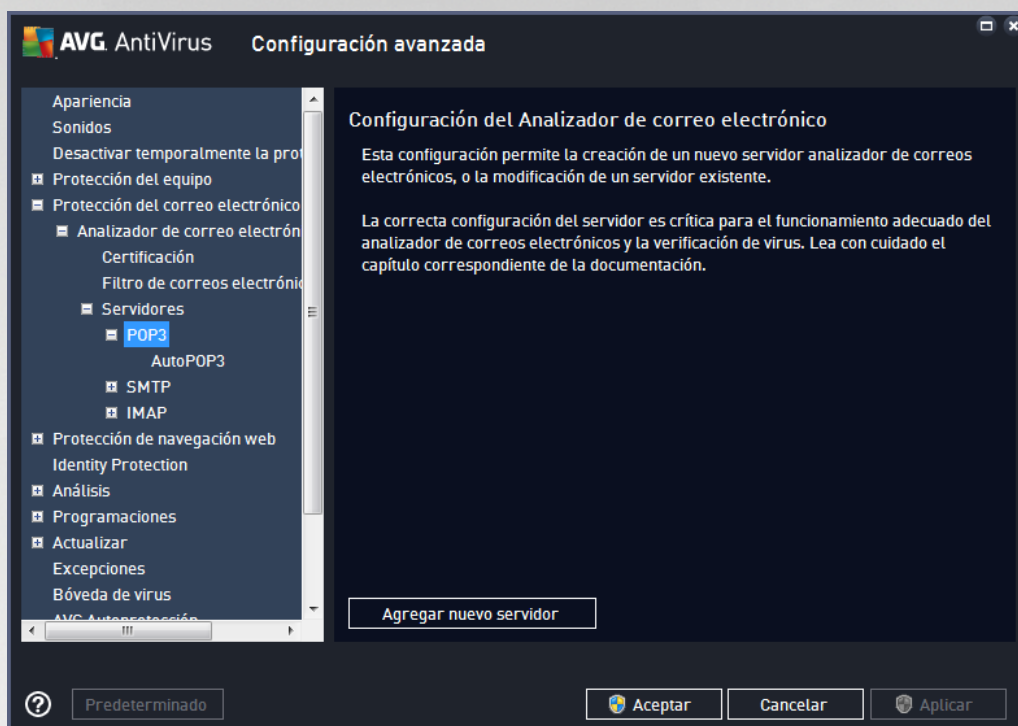 AVG. AntiVirus Configuración avanzada
Apariencia
Sonidos
Desactivar temporalmente la
Protección del equipo
Protección del correo electrónico
Analizador de correo
Certificación
Filtro de correos
Servidores
POP3
AutoPOP3
SMTP
IMAP
Protección de navegación web
Identity Protection
Análisis
Programaciones
Actualizar
Excepciones
Bóveda de virus
AVG Autoprotección
Configuración del Analizador de correo electrónico
Esta configuración permite la creación de un nuevo servidor analizador de correos
electrónicos, o la modificación de un servidor existente.
La correcta configuración del servidor es crítica para el funcionamiento adecuado del
analizador de correos electrónicos y la verificación de virus. Lea con cuidado el
capítulo correspondiente de la documentación.
Agregar nuevo servidor
Predeterminado
Aceptar
Cancelar
Aplicar